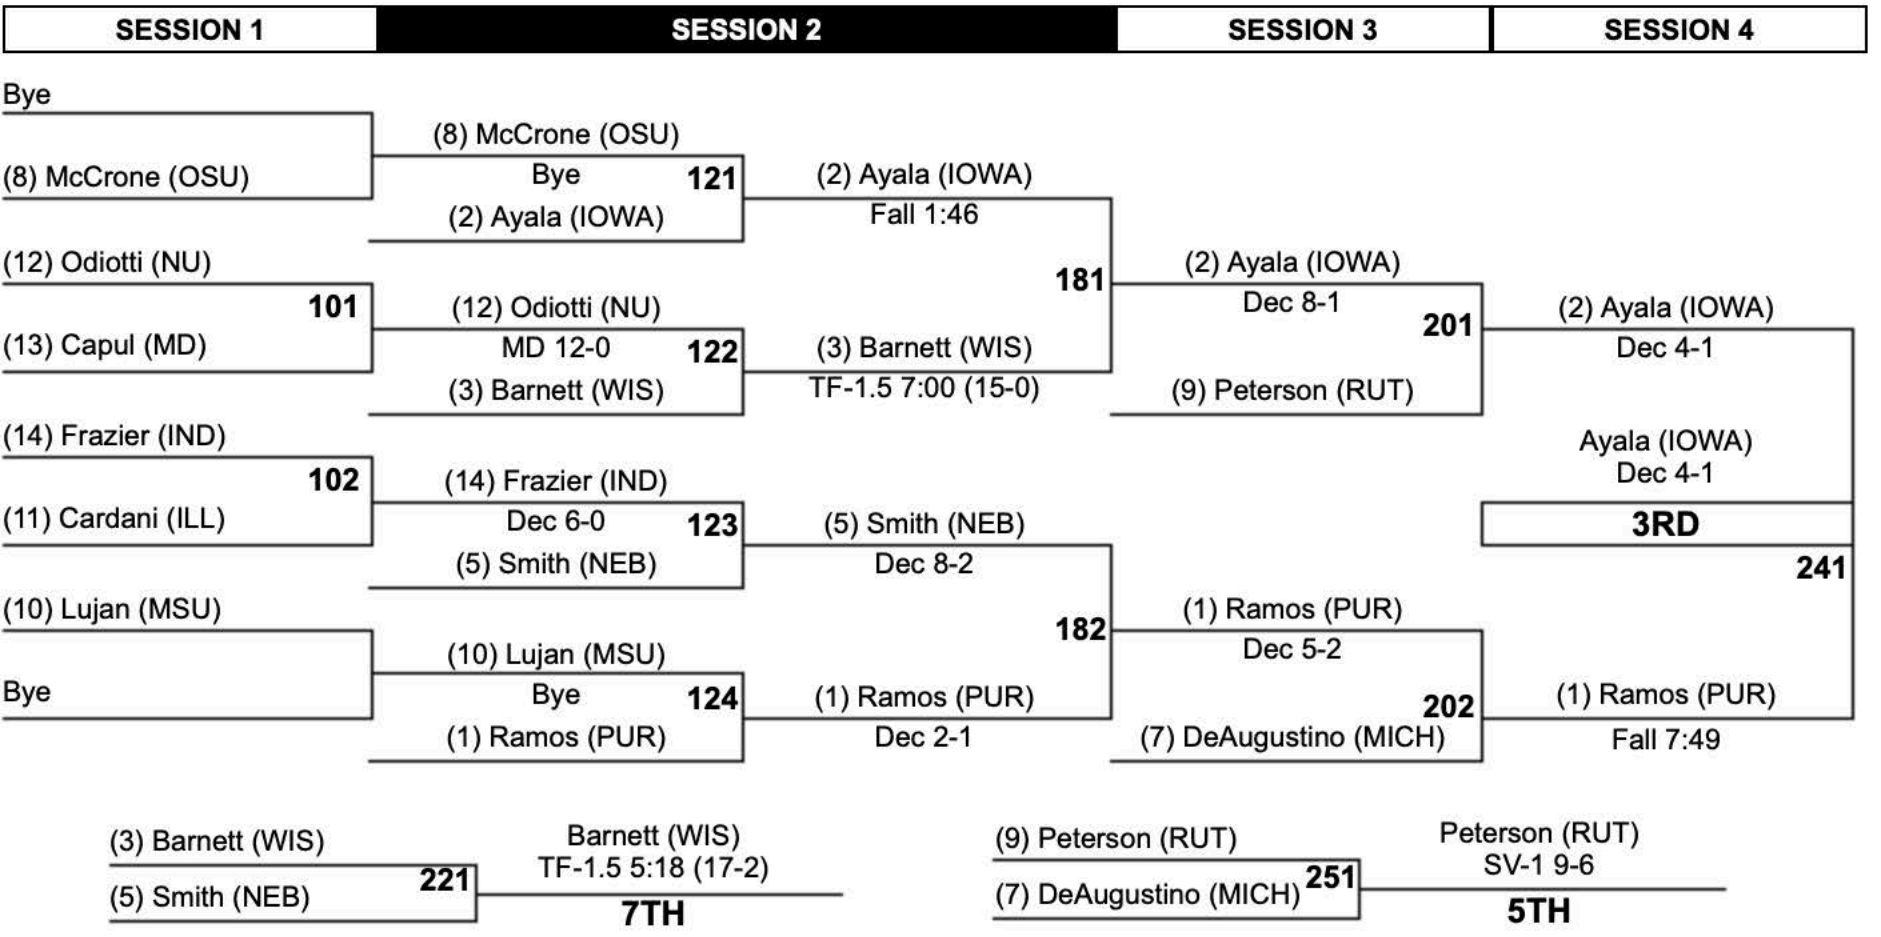 SESSION 1
SESSION 2
SESSION 3
SESSION 4
Bye
(8) McCrone (OSU)
(8) McCrone (OSU)
Bye
121
(2) Ayala (IOWA)
(2) Ayala (IOWA)
Fall 1:46
(12) Odiotti (NU)
101
(13) Capul (MD)
(12) Odiotti (NU)
MD 12-0
122
(3) Barnett (WIS)
(3) Barnett (WIS)
TF-1.5 7:00 (15-0)
181
(2) Ayala (IOWA)
Dec 8-1
201
(9) Peterson (RUT)
(2) Ayala (IOWA)
Dec 4-1
(14) Frazier (IND)
102
(11) Cardani (ILL)
(14) Frazier (IND)
Dec 6-0
123
(5) Smith (NEB)
(5) Smith (NEB)
Dec 8-2
(10) Lujan (MSU)
Bye
(10) Lujan (MSU)
Bye
124
(1) Ramos (PUR)
(1) Ramos (PUR)
Dec 2-1
182
(1) Ramos (PUR)
Dec 5-2
202
(7) DeAugustino (MICH)
(1) Ramos (PUR)
Fall 7:49
Ayala (IOWA)
Dec 4-1
3RD
241
(3) Barnett (WIS)
221
(5) Smith (NEB)
Barnett (WIS)
TF-1.5 5:18 (17-2)
7TH
(9) Peterson (RUT)
251
(7) DeAugustino (MICH)
Peterson (RUT)
SV-1 9-6
5TH